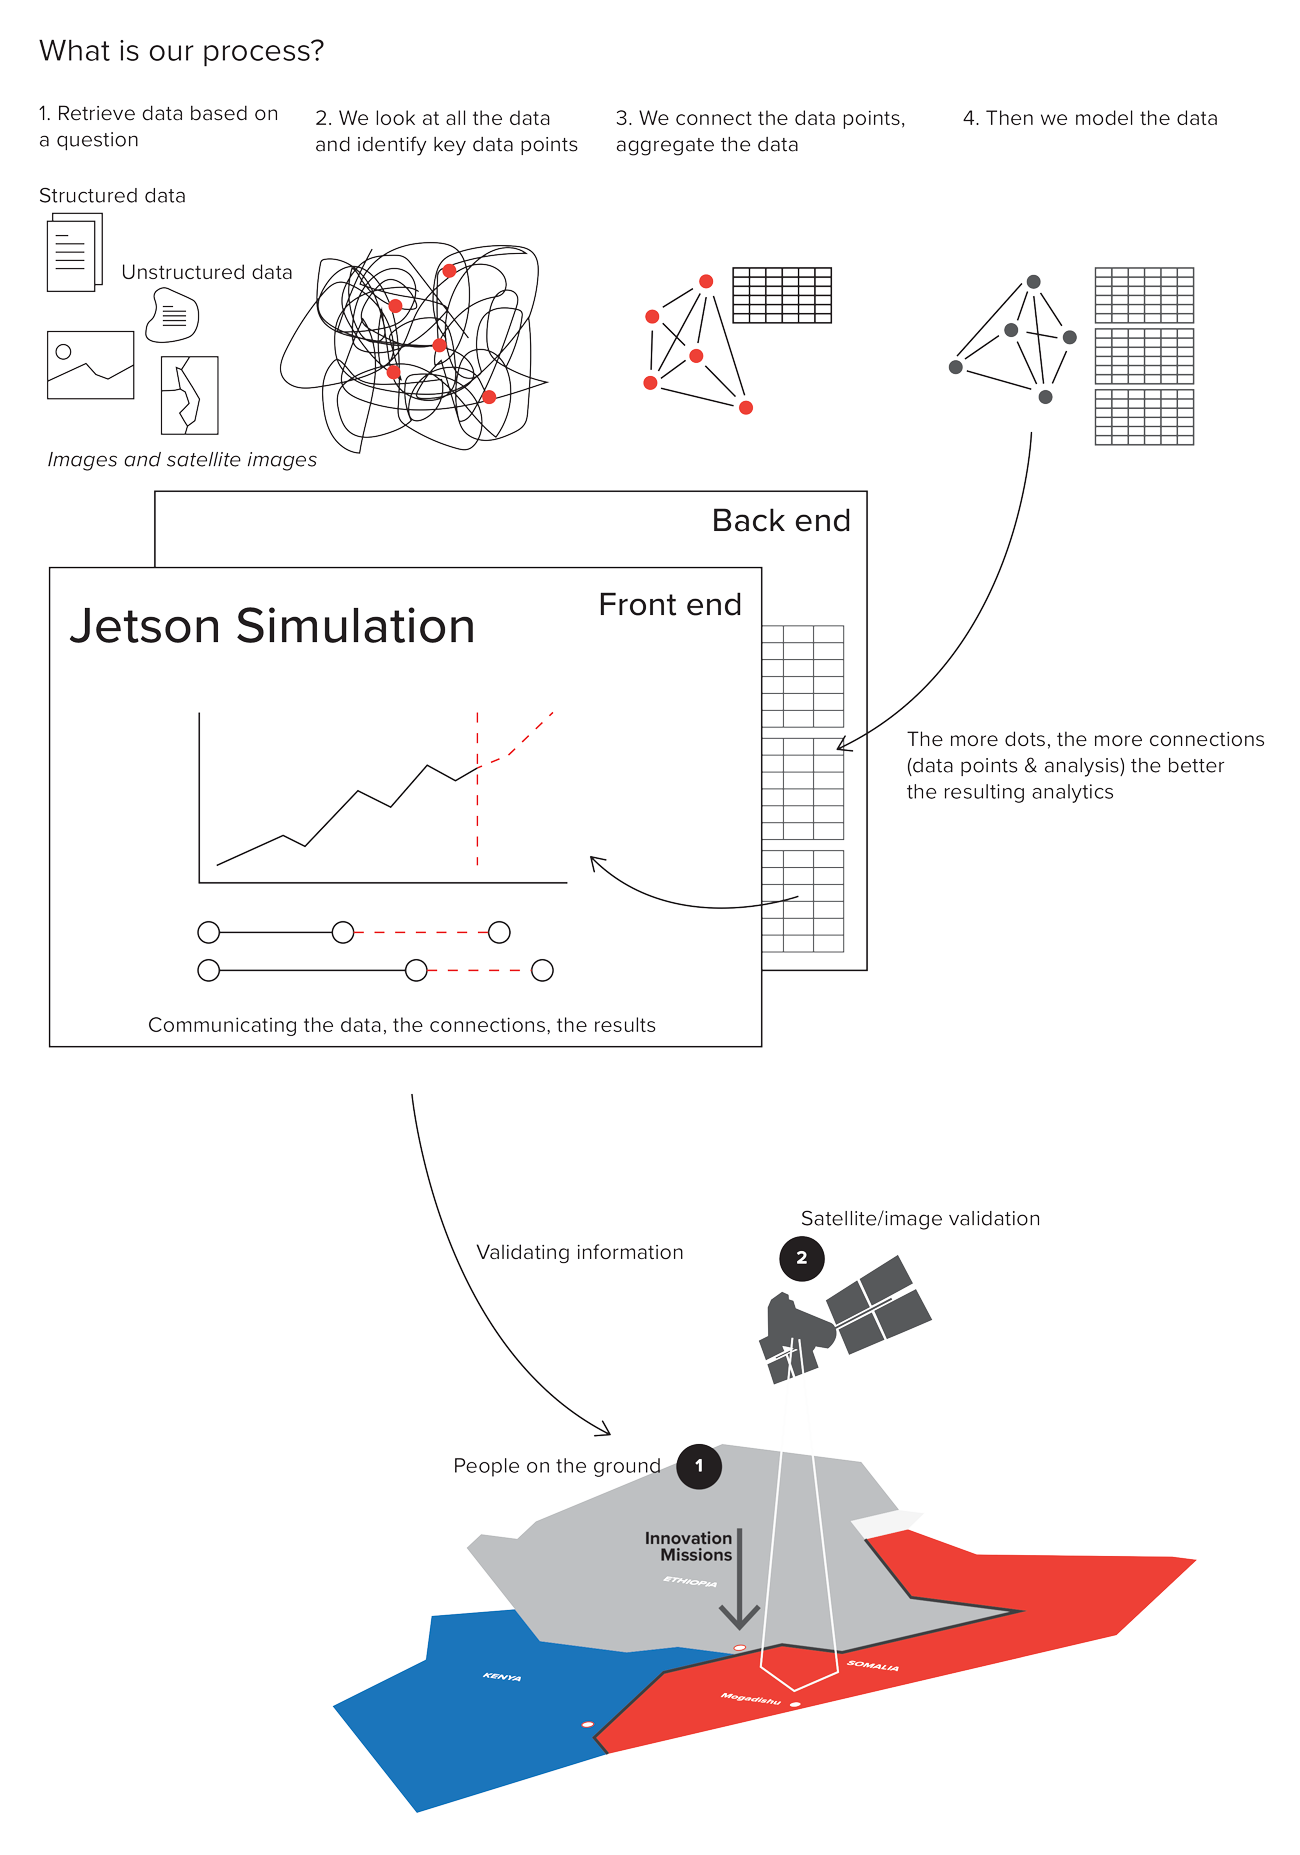 What is our process?
1. Retrieve data based on
a question
2. We look at all the data
and identify key data points
3. We connect the data points,
aggregate the data
4. Then we model the data
Structured data
Unstructured data
Images and satellite images
Back end
Front end
Jetson Simulation
The more dots, the more connections
(data points & analysis) the better
the resulting analytics
Communicating the data, the connections, the results
Satellite/image validation
2
Validating information
People on the ground
1
Innovation
Missions
ETHIOPIA
KENYA
SOMALIA
Mogadishu